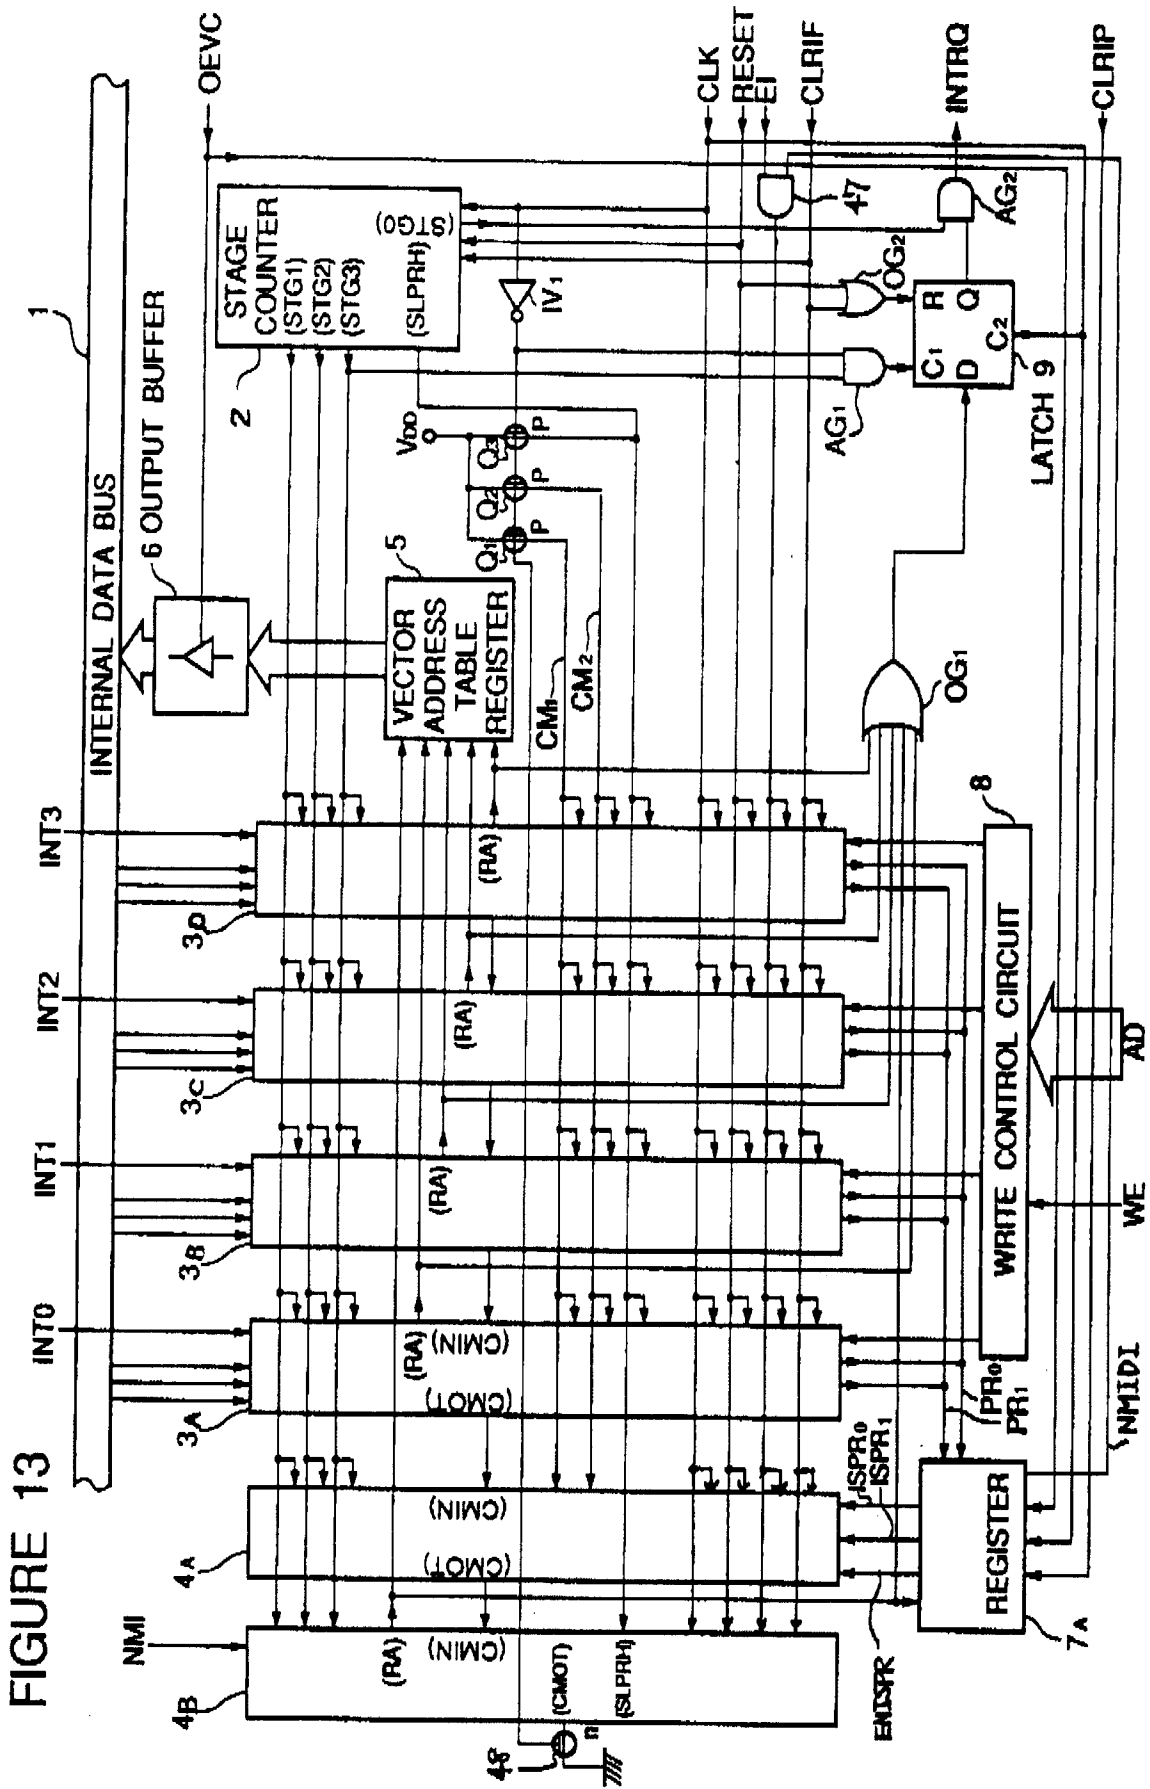 FIGURE 13
1
INTERNAL DATA BUS
OEVC
6 OUTPUT BUFFER
INT0
INT1
INT2
INT3
NMI
2
STAGE
COUNTER
(STG1)
(STG2)
(STG3)
(STG0)
(SLPRH)
5
VECTOR
ADDRESS
TABLE
REGISTER
VDD
Q1
Q2
Q3
P
P
P
IV1
CM1
CM2
4B
4A
3A
3B
3C
3D
(RA)
(CMIN)
(CMOT)
(SLPRH)
(CMOT)
(CMIN)
(CMOT)
(RA)
(CMIN)
(RA)
(RA)
(RA)
48
n
CLK
RESET
EI
CLRIF
INTRQ
CLRIP
47
AG2
OG2
AG1
C1
R
D
Q
C2
LATCH 9
OG1
8
WRITE CONTROL CIRCUIT
WE
AD
PR0
PR1
NMIDI
ISPR0
ISPR1
ENISPR
REGISTER
7A